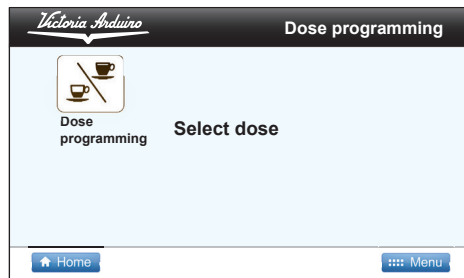 Victoria Arduino
Dose programming
Dose
programming
Select dose
Home
Menu